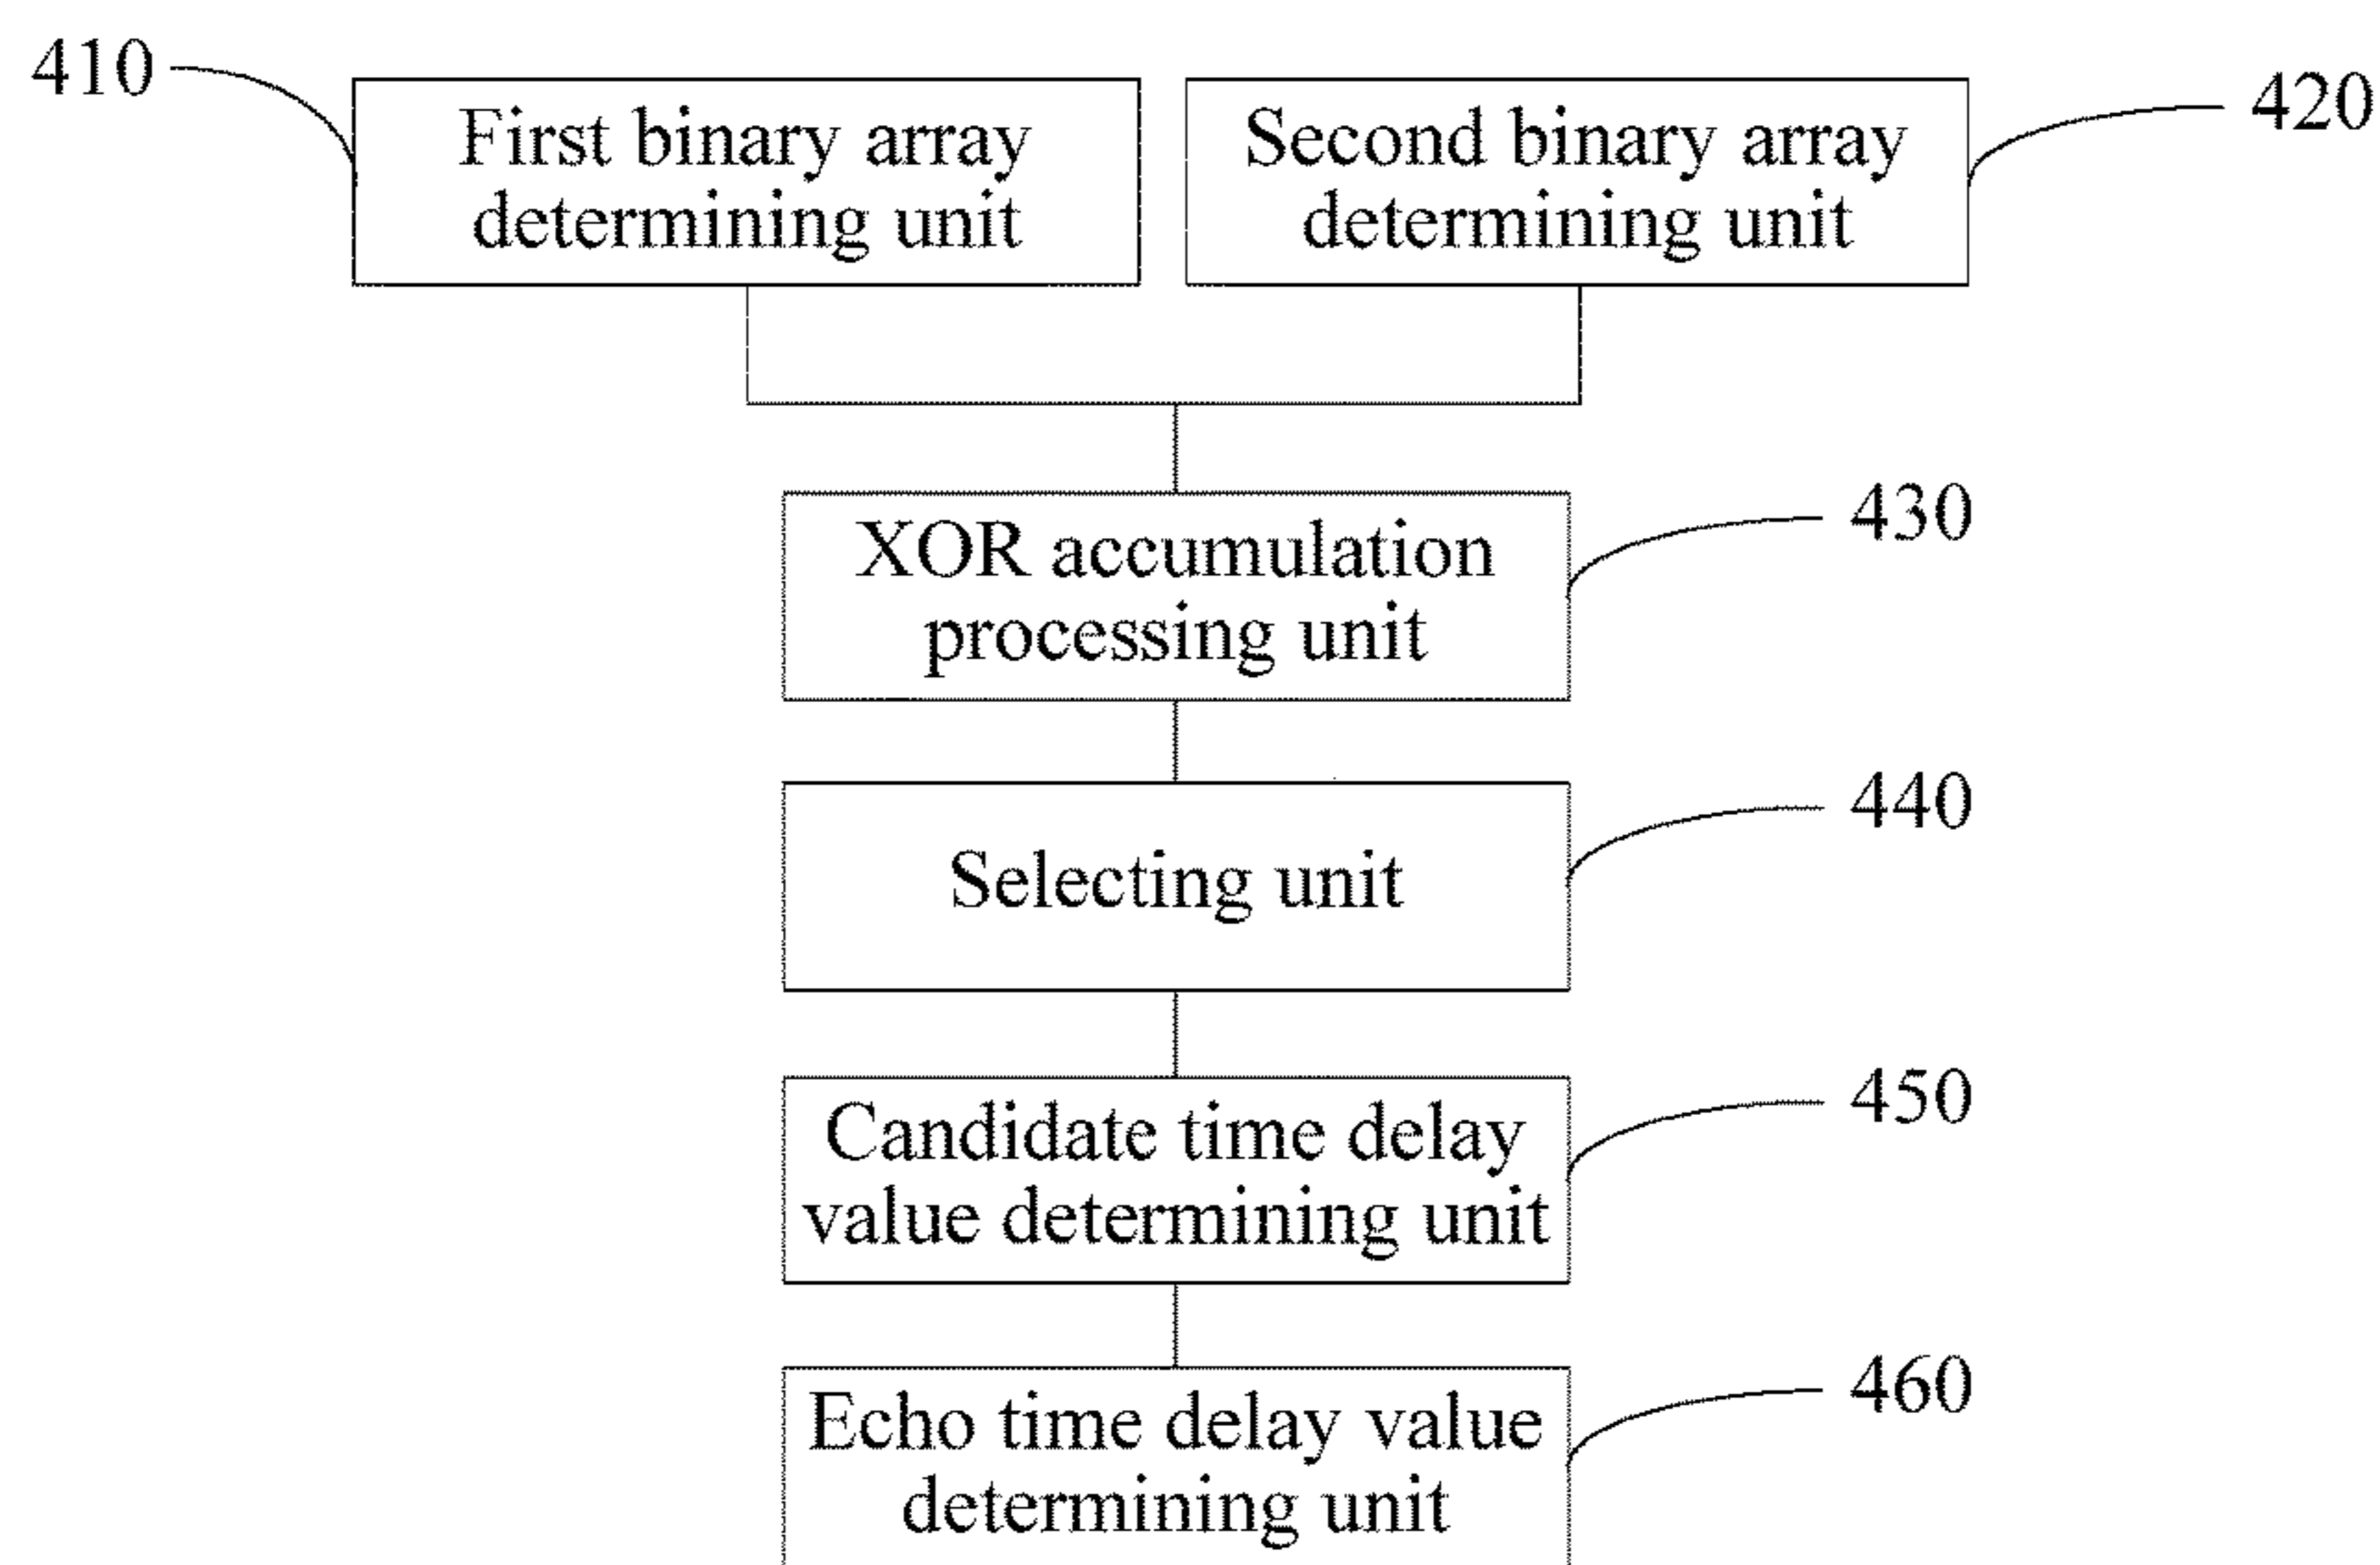 410
First binary array
determining unit
Second binary array
determining unit
420
XOR accumulation
processing unit
430
Selecting unit
440
Candidate time delay
value determining unit
450
Echo time delay value
determining unit
460